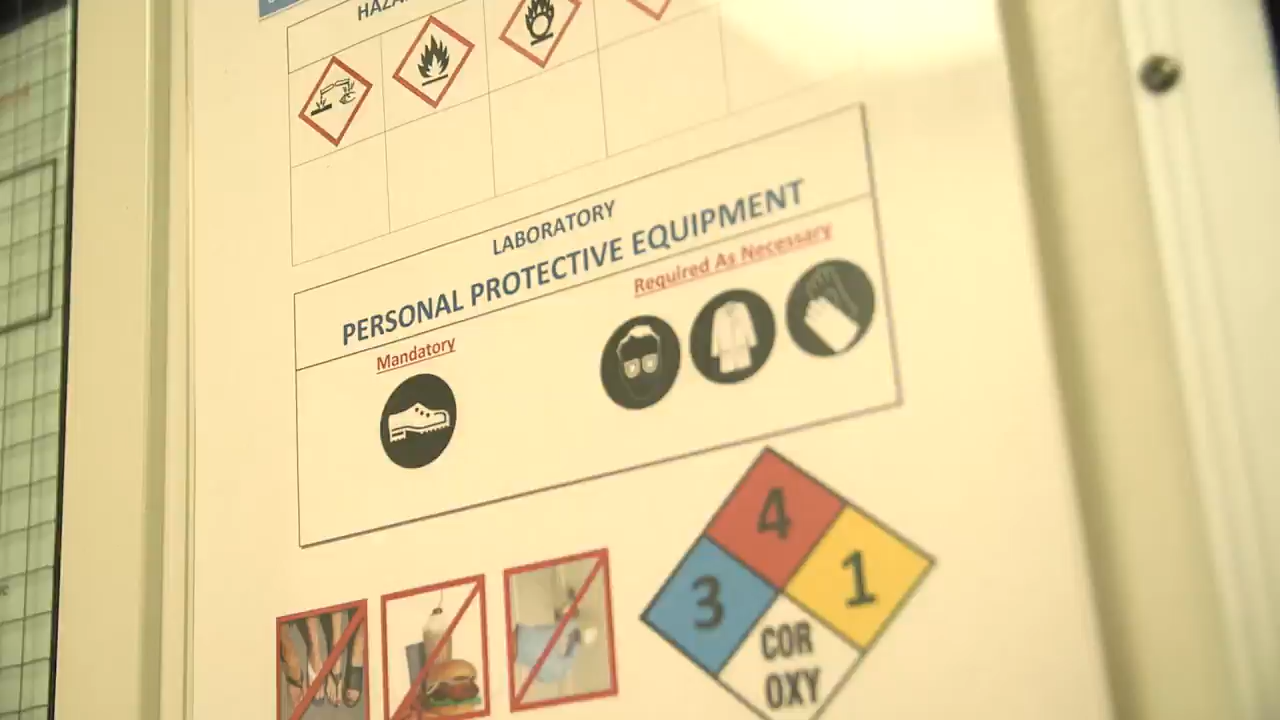 LABORATORY
PERSONAL PROTECTIVE EQUIPMENT
Mandatory
Required As Necessary
4
3
1
COR
OXY